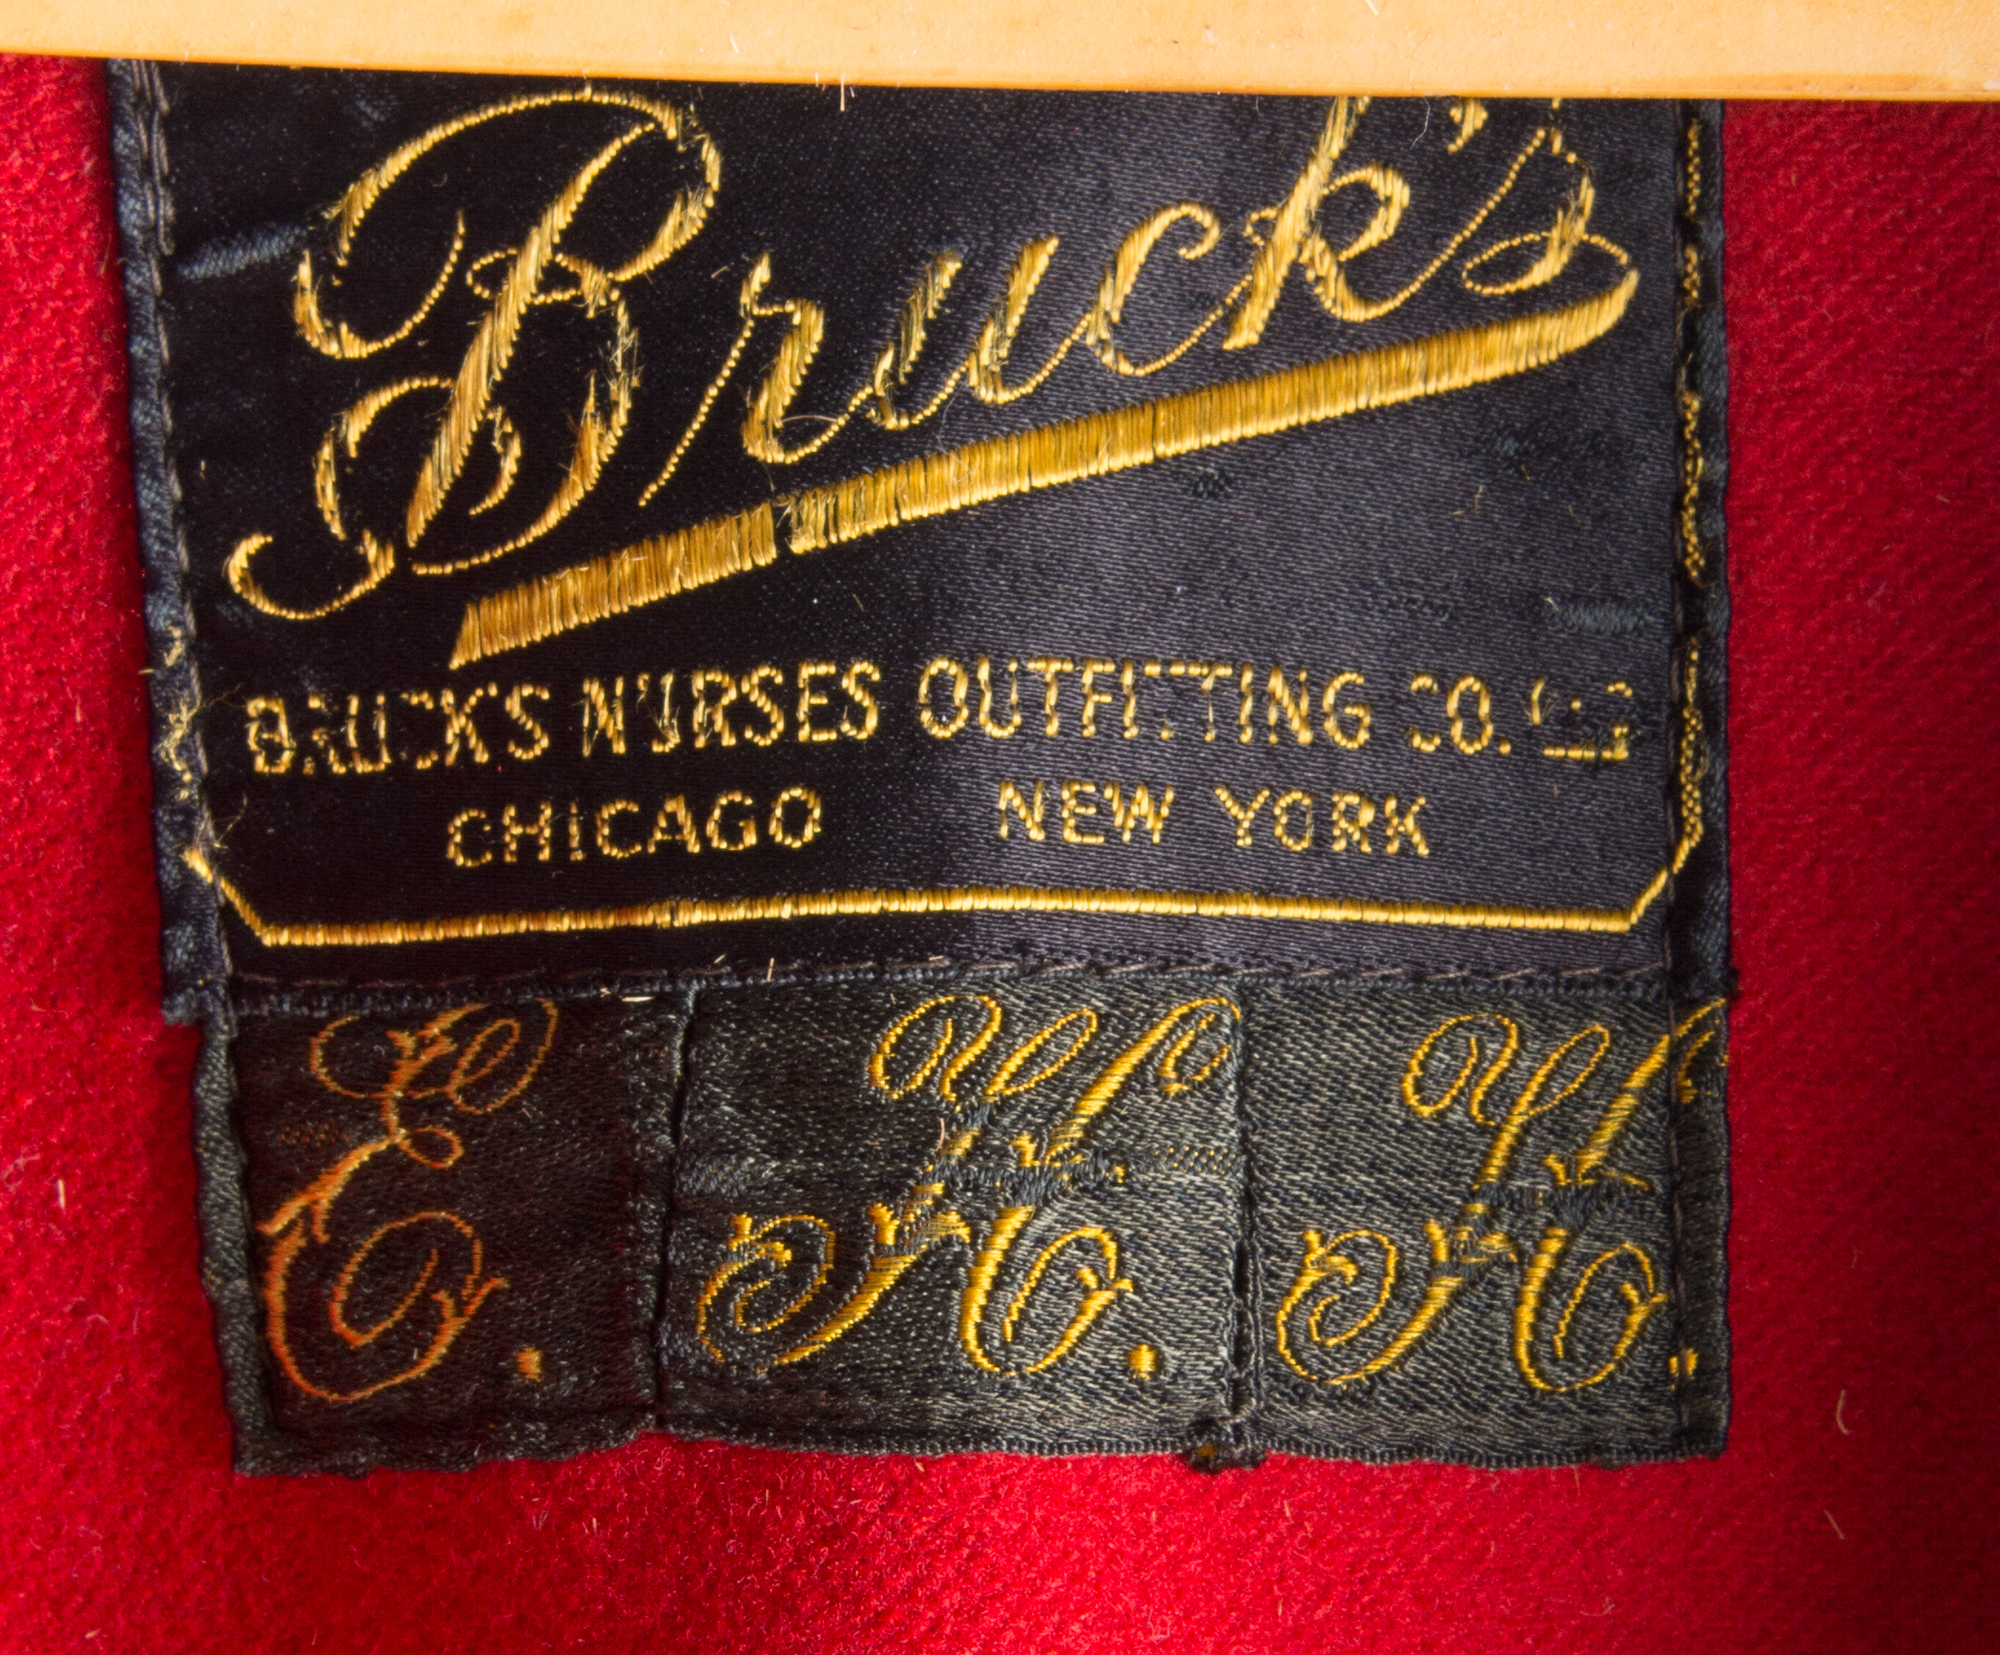 Bruck's
BRUCK'S NURSES OUTFITTING CO.
CHICAGO NEW YORK
E. H. H.